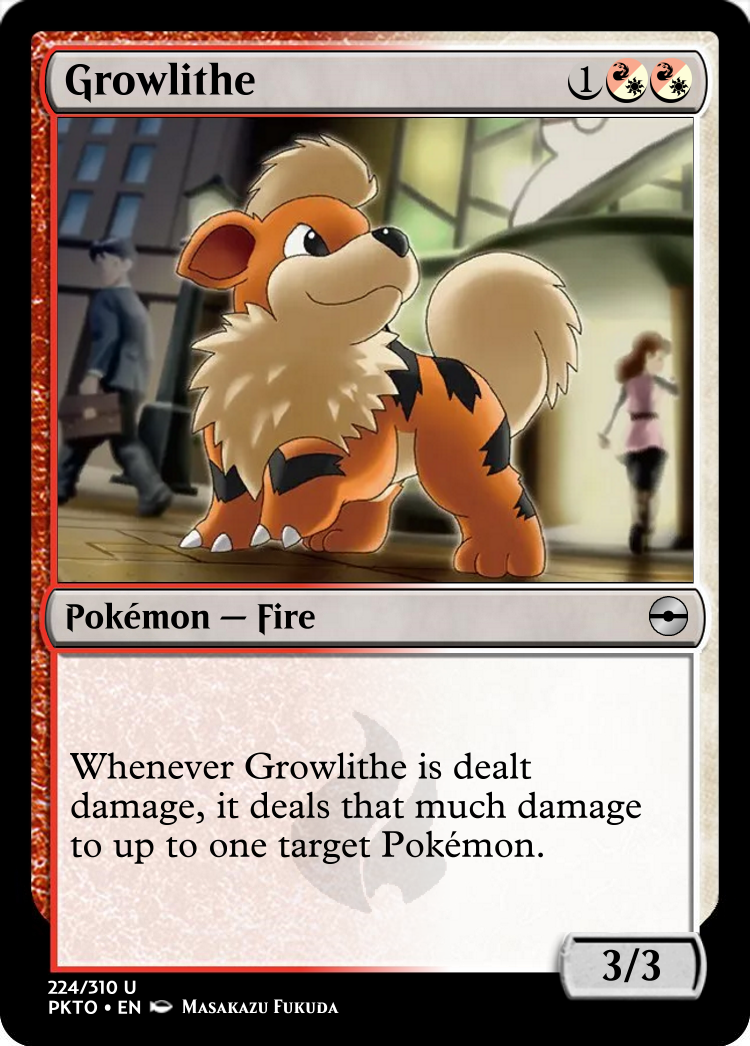 Growlithe 1
Pokémon — Fire
Whenever Growlithe is dealt
damage, it deals that much damage
to up to one target Pokémon.
3/3
224/310 U
PKTO • EN Masakazu Fukuda